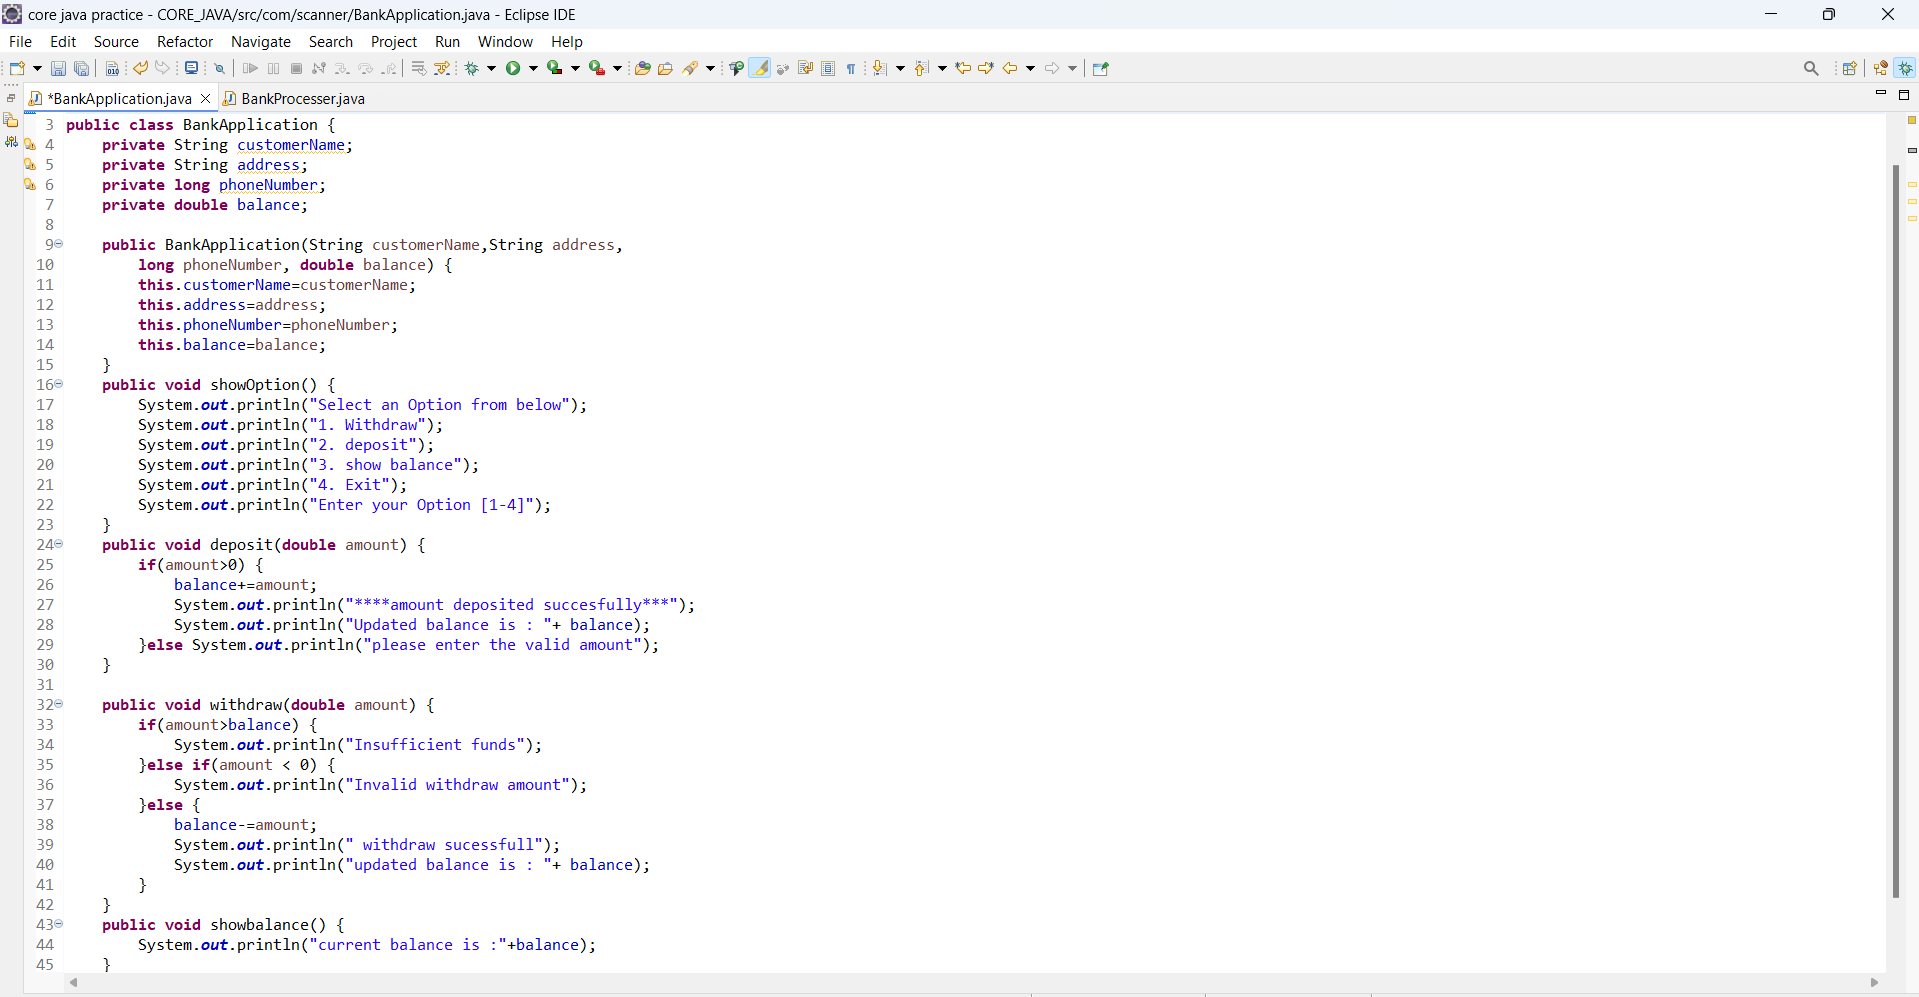 core java practice - CORE_JAVA/src/com/scanner/BankApplication.java - Eclipse IDE
File Edit Source Refactor Navigate Search Project Run Window Help
*BankApplication.java BankProcesser.java
3 public class BankApplication {
4 private String customerName;
5 private String address;
6 private long phoneNumber;
7 private double balance;
8
9 public BankApplication(String customerName,String address,
10 long phoneNumber, double balance) {
11 this.customerName=customerName;
12 this.address=address;
13 this.phoneNumber=phoneNumber;
14 this.balance=balance;
15 }
16 public void showOption() {
17 System.out.println("Select an Option from below");
18 System.out.println("1. Withdraw");
19 System.out.println("2. deposit");
20 System.out.println("3. show balance");
21 System.out.println("4. Exit");
22 System.out.println("Enter your Option [1-4]");
23 }
24 public void deposit(double amount) {
25 if(amount>0) {
26 balance+=amount;
27 System.out.println("****amount deposited succesfully***");
28 System.out.println("Updated balance is : "+ balance);
29 }else System.out.println("please enter the valid amount");
30 }
31
32 public void withdraw(double amount) {
33 if(amount>balance) {
34 System.out.println("Insufficient funds");
35 }else if(amount < 0) {
36 System.out.println("Invalid withdraw amount");
37 }else {
38 balance-=amount;
39 System.out.println(" withdraw sucessfull");
40 System.out.println("updated balance is : "+ balance);
41 }
42 }
43 public void showbalance() {
44 System.out.println("current balance is :"+balance);
45 }